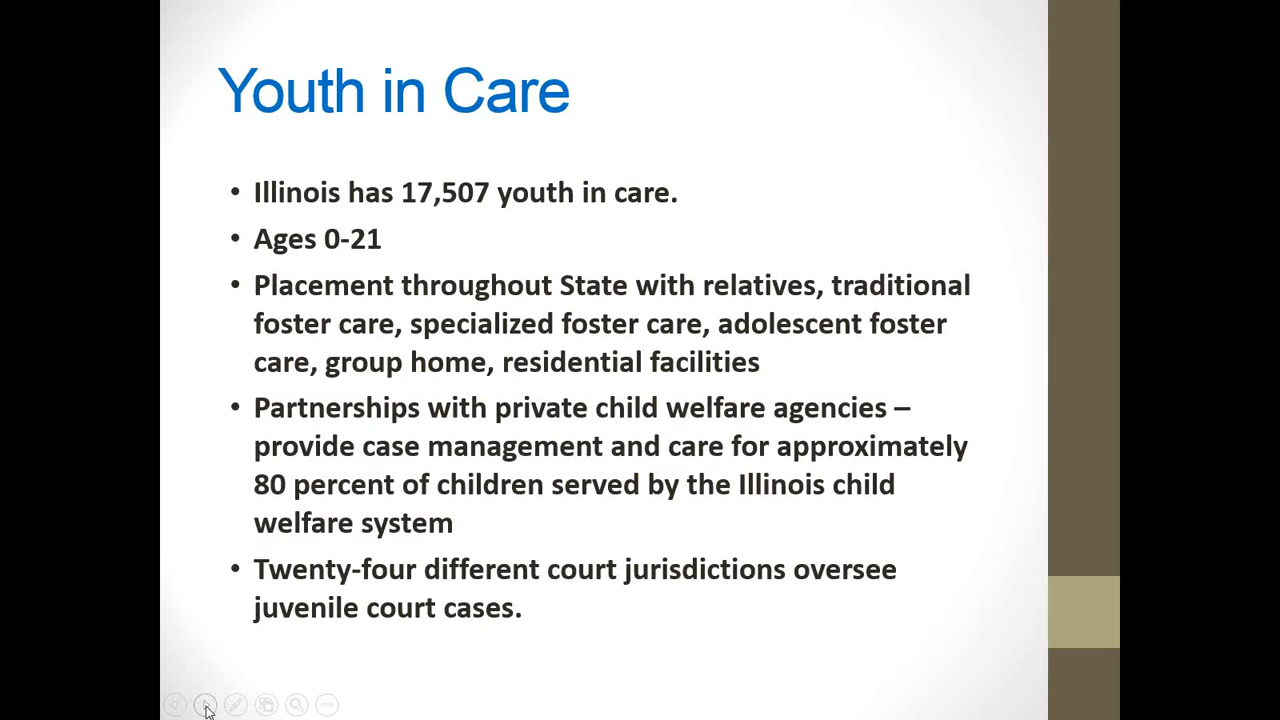 Youth in Care
• Illinois has 17,507 youth in care.
• Ages 0-21
• Placement throughout State with relatives, traditional
foster care, specialized foster care, adolescent foster
care, group home, residential facilities
• Partnerships with private child welfare agencies –
provide case management and care for approximately
80 percent of children served by the Illinois child
welfare system
• Twenty-four different court jurisdictions oversee
juvenile court cases.